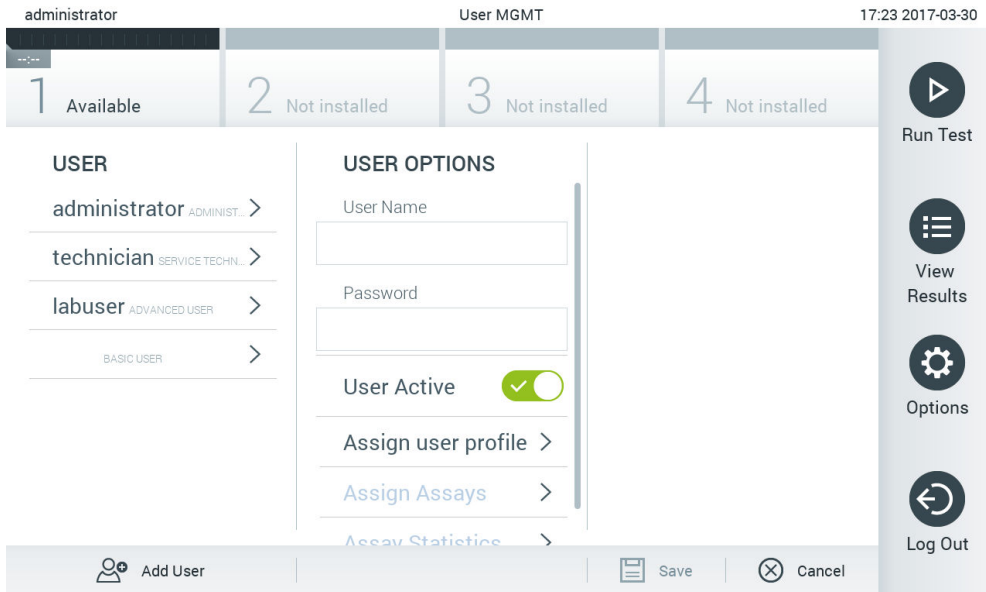 administrator User MGMT 17:23 2017-03-30
--:--
1 Available 2 Not installed 3 Not installed 4 Not installed
Run Test
USER
administrator ADMINIST...
technician SERVICE TECHN...
labuser ADVANCED USER
BASIC USER
USER OPTIONS
User Name
Password
User Active
Assign user profile
Assign Assays
Assay Statistics
View
Results
Options
Log Out
Add User
Save
Cancel